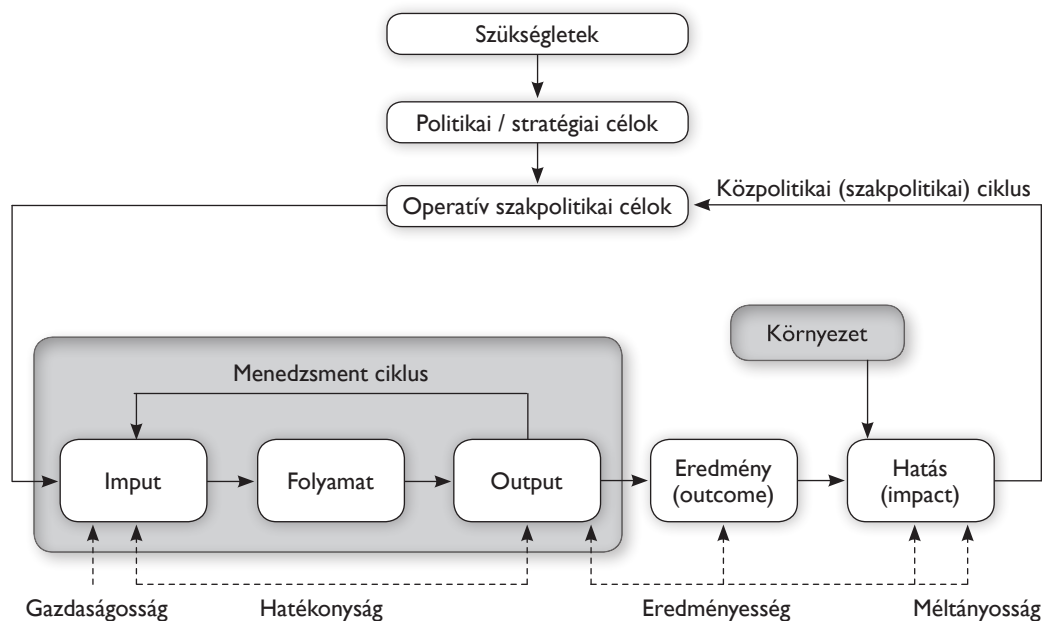 Szükségletek
Politikai / stratégiai célok
Közpolitikai (szakpolitikai) ciklus
Operatív szakpolitikai célok
Környezet
Menedzsment ciklus
Imput
Folyamat
Output
Eredmény
(outcome)
Hatás
(impact)
Gazdaságosság
Hatékonyság
Eredményesség
Méltányosság